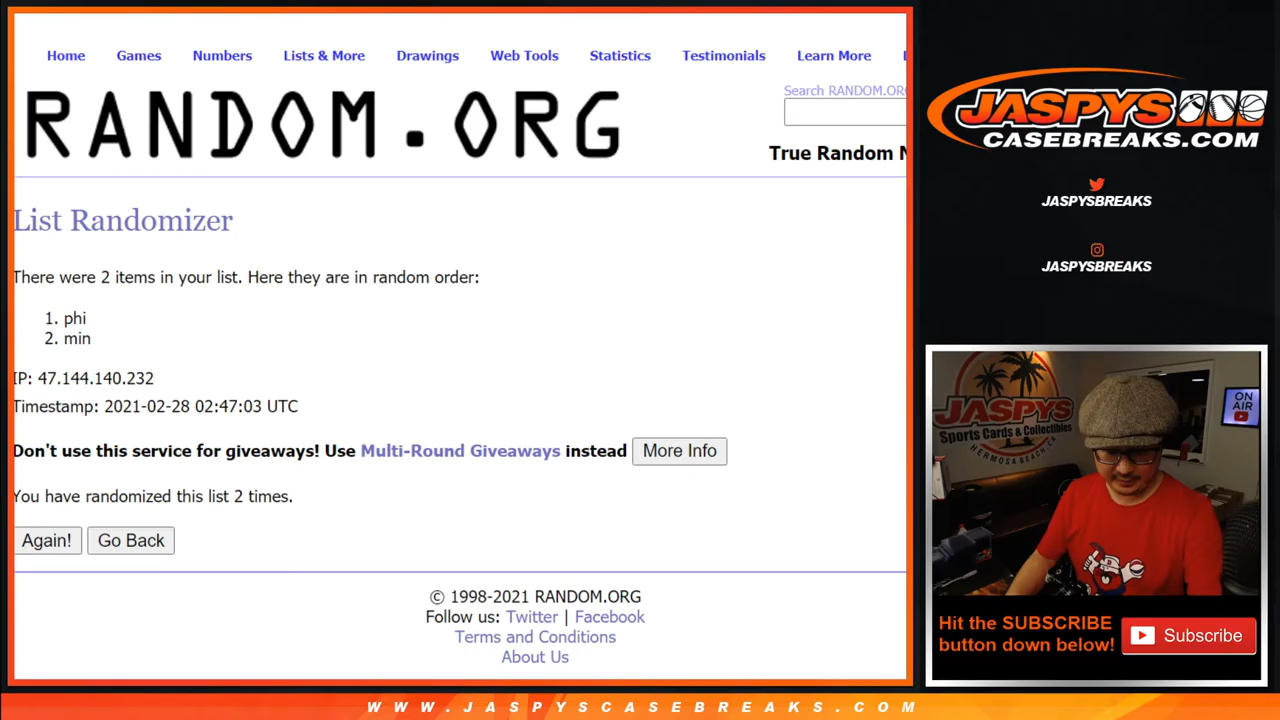 Home Games Numbers Lists & More Drawings Web Tools Statistics Testimonials Learn More
RANDOM.ORG
Search RANDOM.ORG
True Random N
List Randomizer
There were 2 items in your list. Here they are in random order:
1. phi
2. min
IP: 47.144.140.232
Timestamp: 2021-02-28 02:47:03 UTC
Don't use this service for giveaways! Use Multi-Round Giveaways instead More Info
You have randomized this list 2 times.
Again! Go Back
© 1998-2021 RANDOM.ORG
Follow us: Twitter | Facebook
Terms and Conditions
About Us
JASPYS
CASEBREAKS.COM
JASPYSBREAKS
JASPYSBREAKS
JASPYS
Sports Cards & Collectibles
HERMOSA BEACH, CA
ON
AIR
Hit the SUBSCRIBE
button down below!
Subscribe
WWW.JASPYSCASEBREAKS.COM